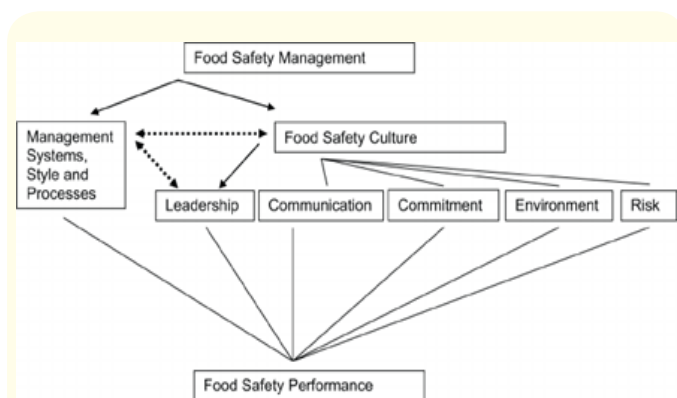 Food Safety Management
Management
Systems,
Style and
Processes
Food Safety Culture
Leadership
Communication
Commitment
Environment
Risk
Food Safety Performance